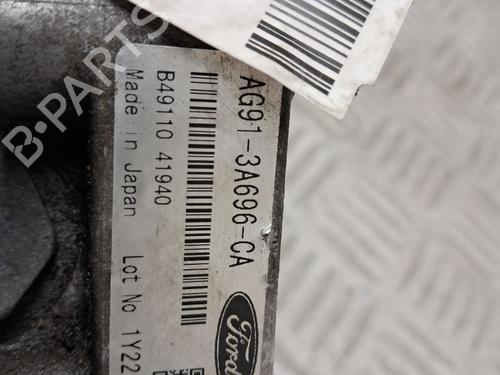 AG91-3A696-CA
B49110 41940
Made in Japan Lot No 1Y22
Ford
B-PARTS